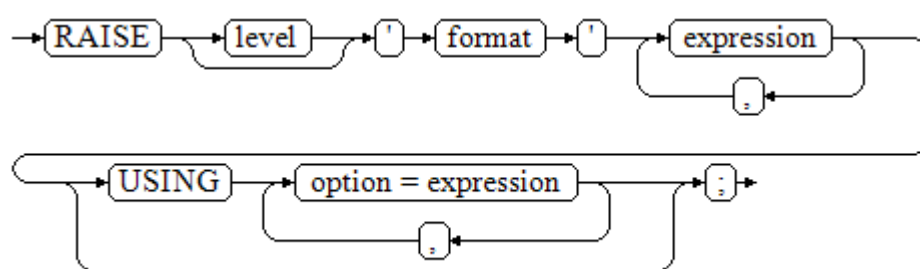 RAISE level ' format ' expression
,
USING option = expression ;
,